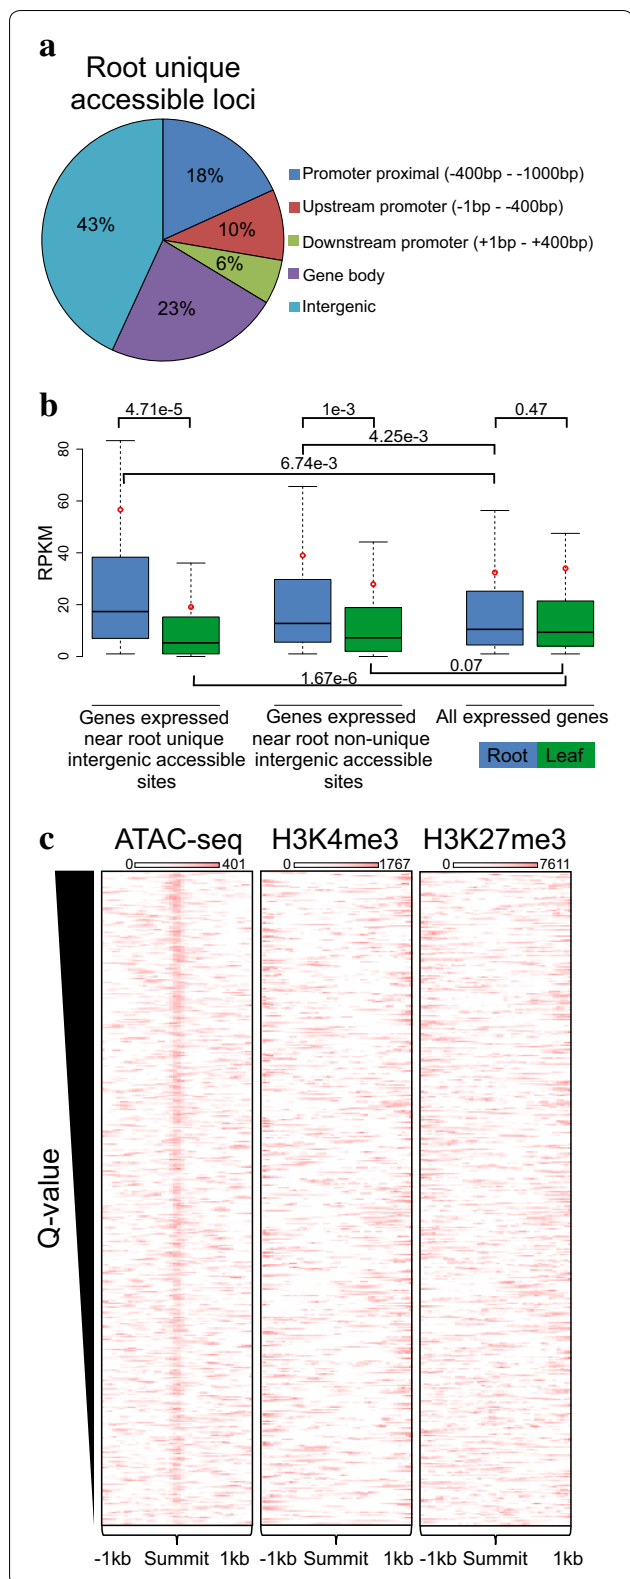 a
Root unique
accessible loci
18%
10%
6%
23%
43%
Promoter proximal (-400bp - -1000bp)
Upstream promoter (-1bp - -400bp)
Downstream promoter (+1bp - +400bp)
Gene body
Intergenic
b
4.71e-5
1e-3
0.47
4.25e-3
6.74e-3
RPKM
80
60
40
20
0
0.07
1.67e-6
Genes expressed
near root unique
intergenic accessible
sites
Genes expressed
near root non-unique
intergenic accessible
sites
All expressed genes
Root Leaf
c
ATAC-seq H3K4me3 H3K27me3
0 401 0 1767 0 7611
Q-value
-1kb Summit 1kb -1kb Summit 1kb -1kb Summit 1kb